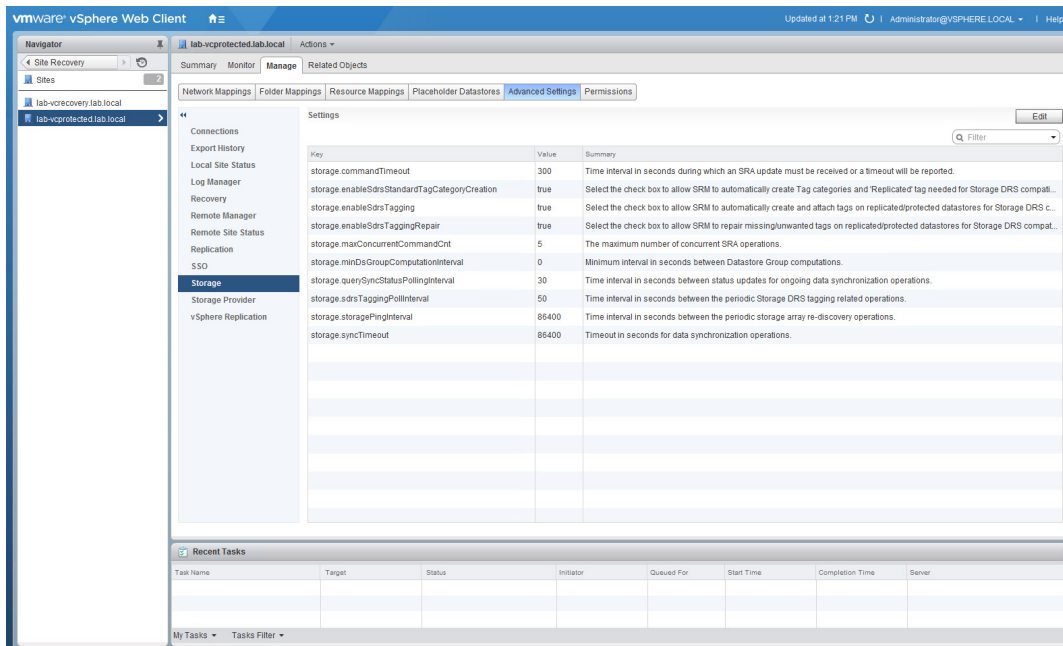 vmware® vSphere Web Client
Updated at 1:21 PM | Administrator@VSPHERE.LOCAL | Help
Navigator
Site Recovery
Sites 2
lab-vcrecovery.lab.local
lab-vcprotected.lab.local
lab-vcprotected.lab.local Actions
Summary Monitor Manage Related Objects
Network Mappings Folder Mappings Resource Mappings Placeholder Datastores Advanced Settings Permissions
Connections
Export History
Local Site Status
Log Manager
Recovery
Remote Manager
Remote Site Status
Replication
SSO
Storage
Storage Provider
vSphere Replication
Settings
Edit
Filter
Key Value Summary
storage.commandTimeout 300 Time interval in seconds during which an SRA update must be received or a timeout will be reported.
storage.enableSdrsStandardTagCategoryCreation true Select the check box to allow SRM to automatically create Tag categories and 'Replicated' tag needed for Storage DRS compati...
storage.enableSdrsTagging true Select the check box to allow SRM to automatically create and attach tags on replicated/protected datastores for Storage DRS c...
storage.enableSdrsTaggingRepair true Select the check box to allow SRM to repair missing/unwanted tags on replicated/protected datastores for Storage DRS compat...
storage.maxConcurrentCommandCnt 5 The maximum number of concurrent SRA operations.
storage.minDsGroupComputationInterval 0 Minimum interval in seconds between Datastore Group computations.
storage.querySyncStatusPollingInterval 30 Time interval in seconds between status updates for ongoing data synchronization operations.
storage.sdrsTaggingPollInterval 50 Time interval in seconds between the periodic Storage DRS tagging related operations.
storage.storagePingInterval 86400 Time interval in seconds between the periodic storage array re-discovery operations.
storage.syncTimeout 86400 Timeout in seconds for data synchronization operations.
Recent Tasks
Task Name Target Status Initiator Queued For Start Time Completion Time Server
My Tasks Tasks Filter